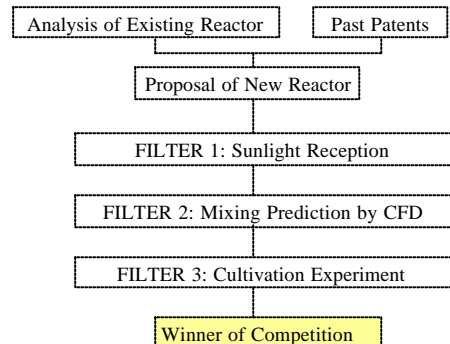 Analysis of Existing Reactor
Past Patents
Proposal of New Reactor
FILTER 1: Sunlight Reception
FILTER 2: Mixing Prediction by CFD
FILTER 3: Cultivation Experiment
Winner of Competition